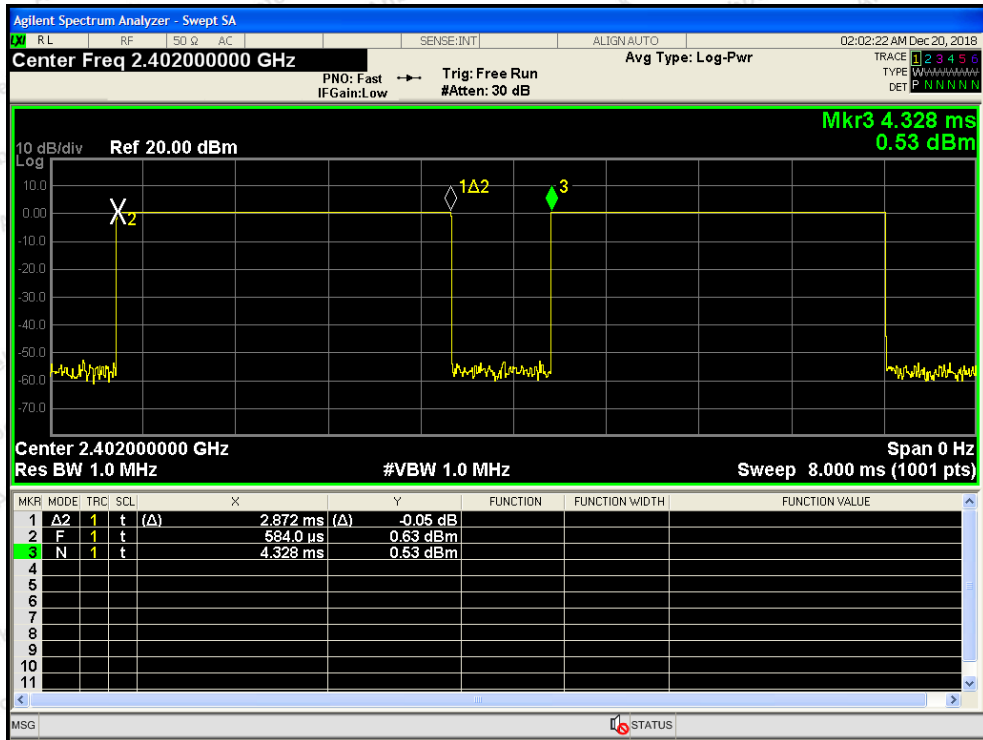 Agilent Spectrum Analyzer - Swept SA
LXI RL RF 50 Ω AC SENSE:INT ALIGN AUTO 02:02:22 AM Dec 20, 2018
Center Freq 2.402000000 GHz Avg Type: Log-Pwr TRACE 1 2 3 4 5 6
PNO: Fast Trig: Free Run TYPE WWWWWW
IFGain:Low #Atten: 30 dB DET P N N N N N
Mkr3 4.328 ms
0.53 dBm
10 dB/div Ref 20.00 dBm
Log
10.0
0.00
-10.0
-20.0
-30.0
-40.0
-50.0
-60.0
-70.0
X2 1Δ2 3
Center 2.402000000 GHz Span 0 Hz
Res BW 1.0 MHz #VBW 1.0 MHz Sweep 8.000 ms (1001 pts)
MKR MODE TRC SCL X Y FUNCTION FUNCTION WIDTH FUNCTION VALUE
1 Δ2 1 t (Δ) 2.872 ms (Δ) -0.05 dB
2 F 1 t 584.0 µs 0.63 dBm
3 N 1 t 4.328 ms 0.53 dBm
4
5
6
7
8
9
10
11
MSG STATUS